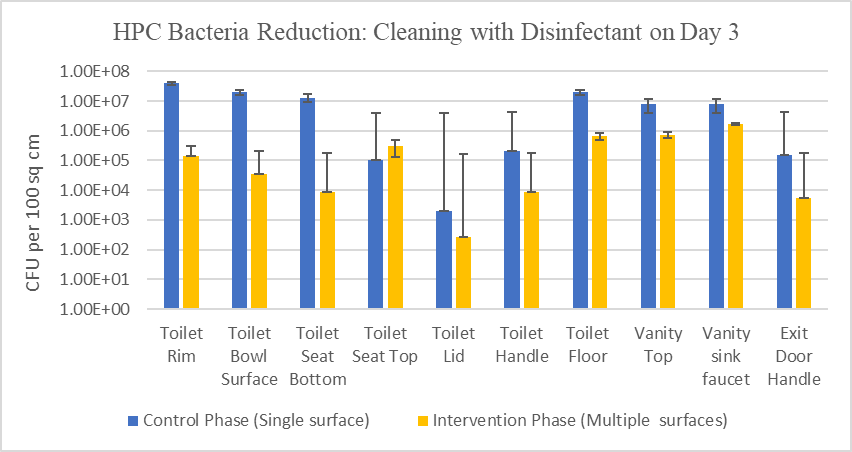 HPC Bacteria Reduction: Cleaning with Disinfectant on Day 3
CFU per 100 sq cm
1.00E+08
1.00E+07
1.00E+06
1.00E+05
1.00E+04
1.00E+03
1.00E+02
1.00E+01
1.00E+00
Toilet Rim
Toilet Bowl Surface
Toilet Seat Bottom
Toilet Seat Top
Toilet Lid
Toilet Handle
Toilet Floor
Vanity Top
Vanity sink faucet
Exit Door Handle
Control Phase (Single surface)
Intervention Phase (Multiple surfaces)